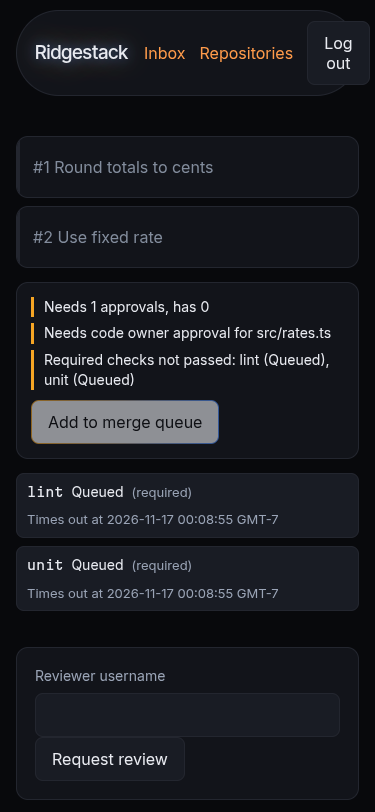 Ridgestack Inbox Repositories Log out
#1 Round totals to cents
#2 Use fixed rate
Needs 1 approvals, has 0
Needs code owner approval for src/rates.ts
Required checks not passed: lint (Queued),
unit (Queued)
Add to merge queue
lint Queued (required)
Times out at 2026-11-17 00:08:55 GMT-7
unit Queued (required)
Times out at 2026-11-17 00:08:55 GMT-7
Reviewer username
Request review